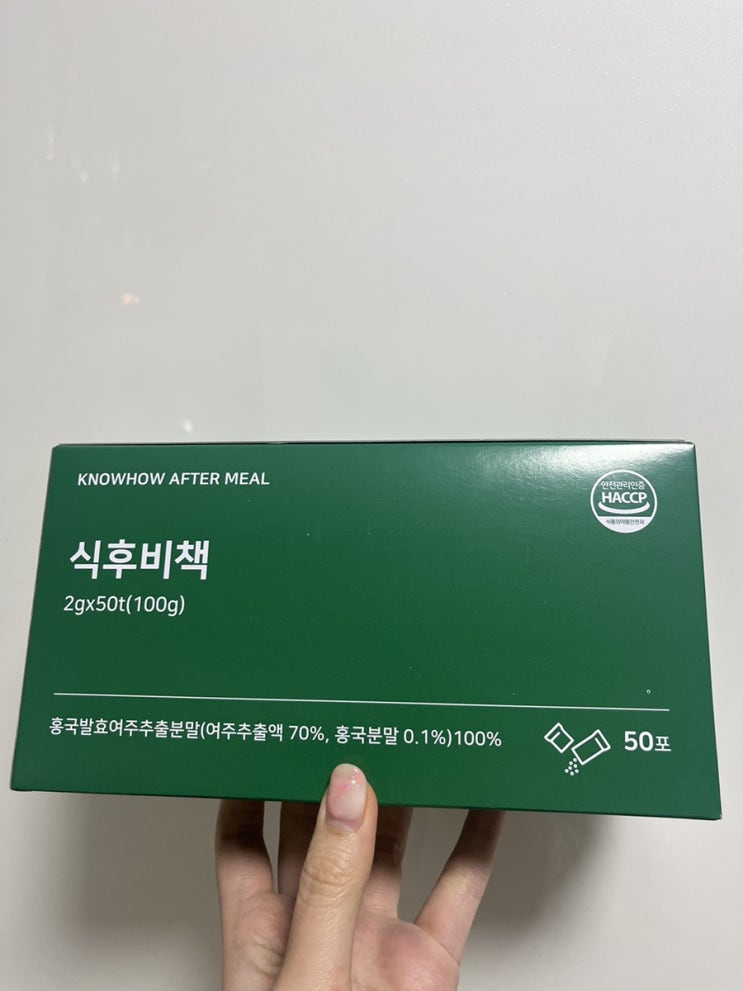 KNOWHOW AFTER MEAL
안전관리인증
HACCP
식품의약품안전처
식후비책
2gx50t(100g)
홍국발효여주추출분말(여주추출액 70%, 홍국분말 0.1%)100%
50포